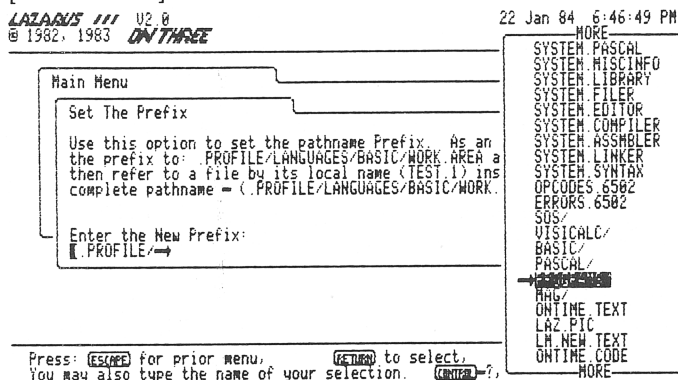 LAZARUS /// V2.0
© 1982, 1983 ON THREE
22 Jan 84 6:46:49 PM
Main Menu
Set The Prefix
Use this option to set the pathname Prefix. As an
the prefix to: .PROFILE/LANGUAGES/BASIC/WORK.AREA a
then refer to a file by its local name (TEST.1) ins
complete pathname - (.PROFILE/LANGUAGES/BASIC/WORK.
Enter the New Prefix:
.PROFILE/
MORE
SYSTEM.PASCAL
SYSTEM.MISCINFO
SYSTEM.LIBRARY
SYSTEM.FILER
SYSTEM.EDITOR
SYSTEM.COMPILER
SYSTEM.ASSMBLER
SYSTEM.LINKER
SYSTEM.SYNTAX
OPCODES.6502
ERRORS.6502
SOS/
VISICALC/
BASIC/
PASCAL/
MAG/
ONTIME.TEXT
LAZ.PIC
LM.NEW.TEXT
ONTIME.CODE
MORE
Press: ESCAPE for prior menu, RETURN to select,
You may also type the name of your selection. CONTROL-?,